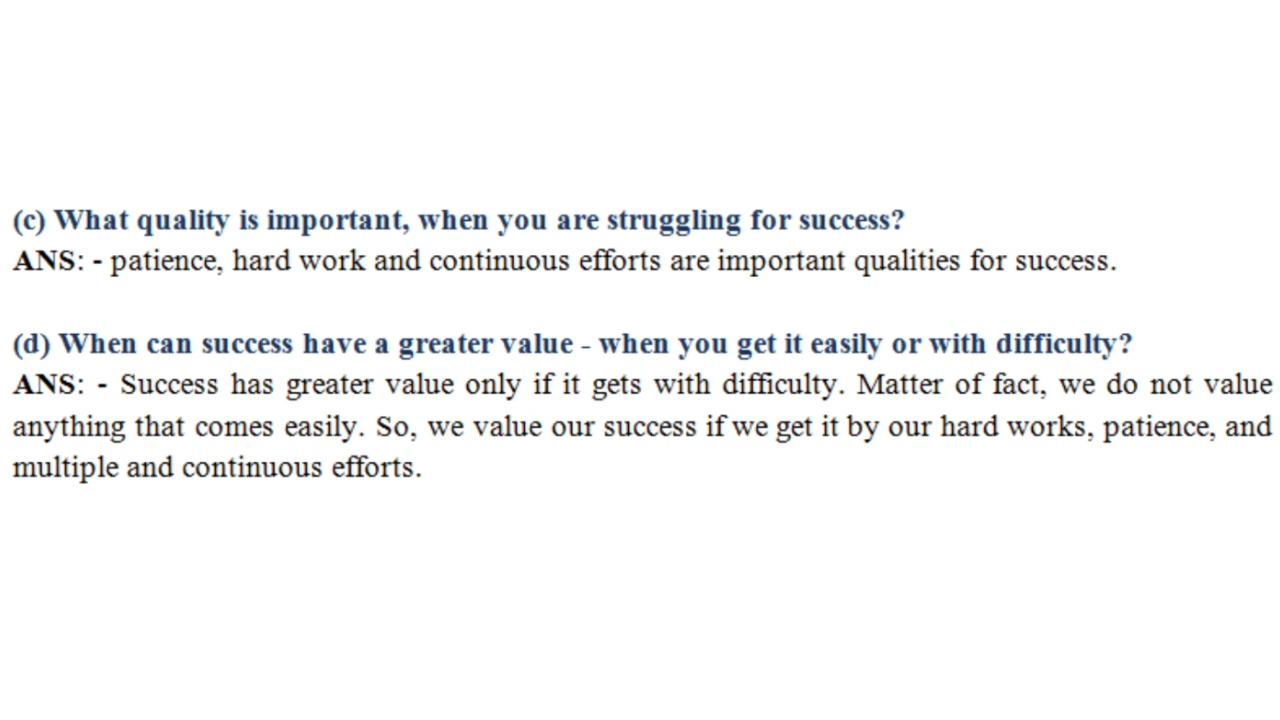 (c) What quality is important, when you are struggling for success?
ANS: - patience, hard work and continuous efforts are important qualities for success.
(d) When can success have a greater value - when you get it easily or with difficulty?
ANS: - Success has greater value only if it gets with difficulty. Matter of fact, we do not value
anything that comes easily. So, we value our success if we get it by our hard works, patience, and
multiple and continuous efforts.